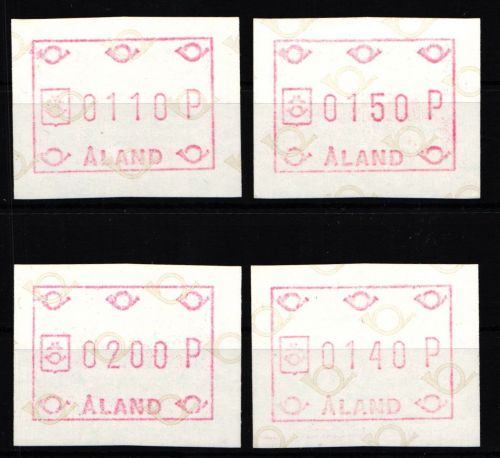 0110 P
ÅLAND
0150 P
ÅLAND
0200 P
ÅLAND
0140 P
ÅLAND